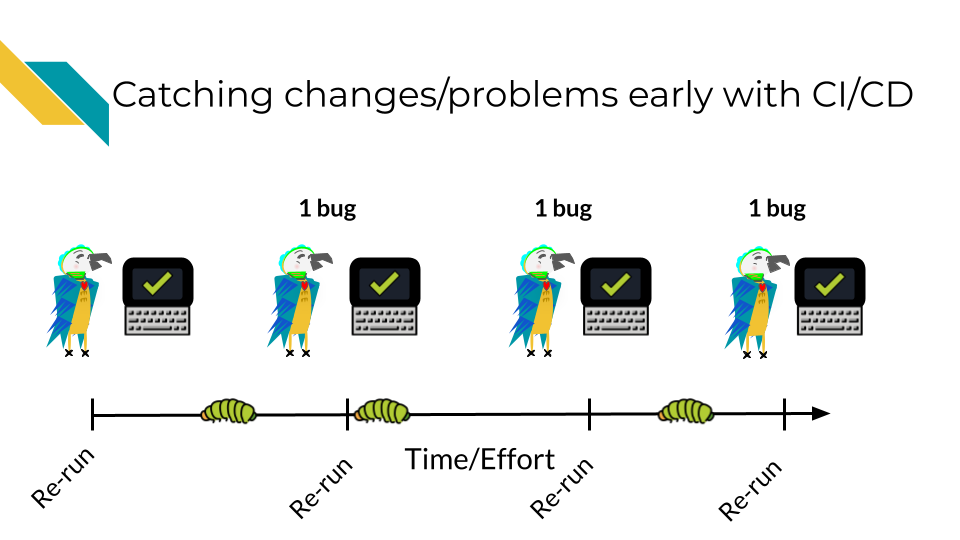 Catching changes/problems early with CI/CD
1 bug
1 bug
1 bug
Time/Effort
Re-run
Re-run
Re-run
Re-run